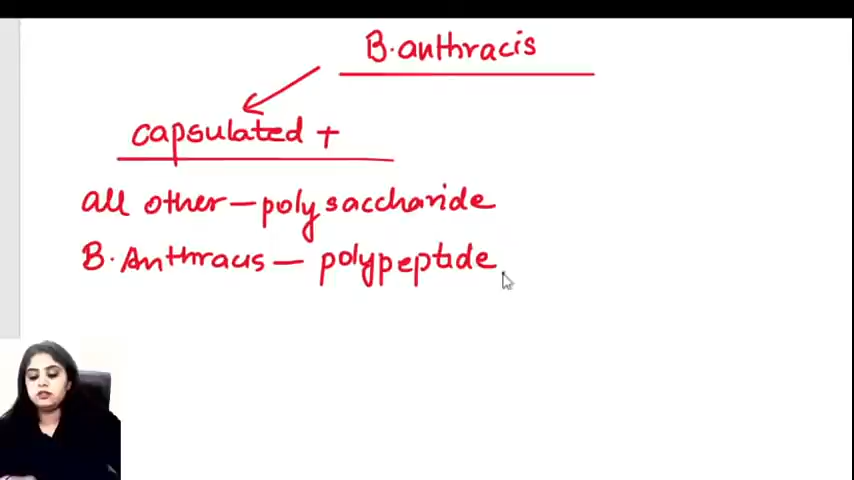 B.anthracis
capsulated +
all other - polysaccharide
B. Anthracis - polypeptide